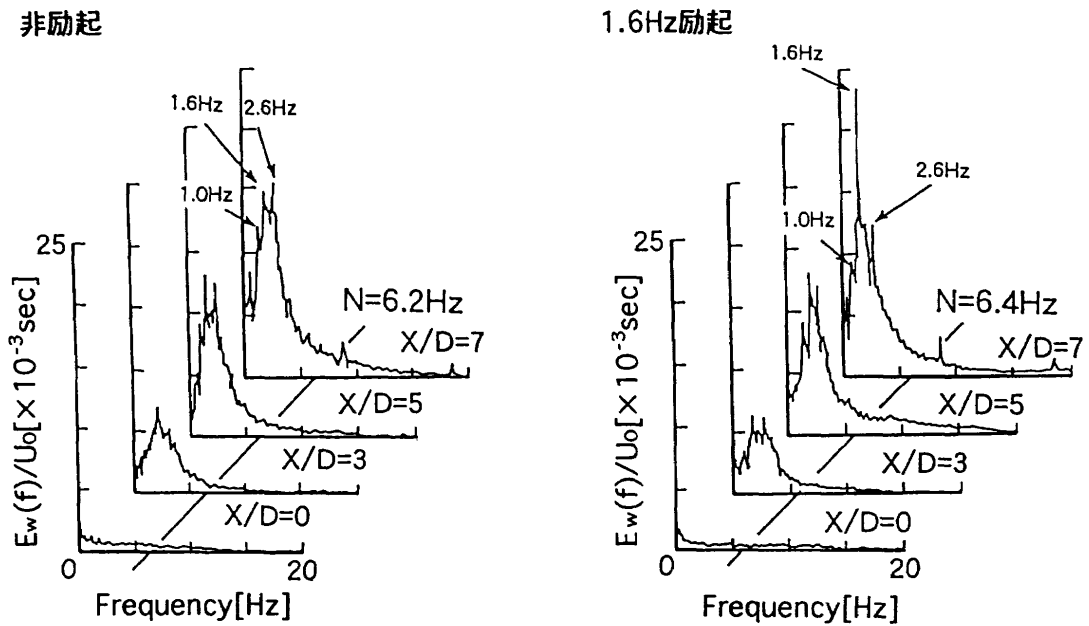 非励起
1.6Hz
2.6Hz
1.0Hz
N=6.2Hz
X/D=7
X/D=5
X/D=3
X/D=0
25
Ew(f)/Uo[×10-3sec]
0
20
Frequency[Hz]
1.6Hz励起
1.6Hz
2.6Hz
1.0Hz
N=6.4Hz
X/D=7
X/D=5
X/D=3
X/D=0
25
Ew(f)/Uo[×10-3sec]
0
20
Frequency[Hz]